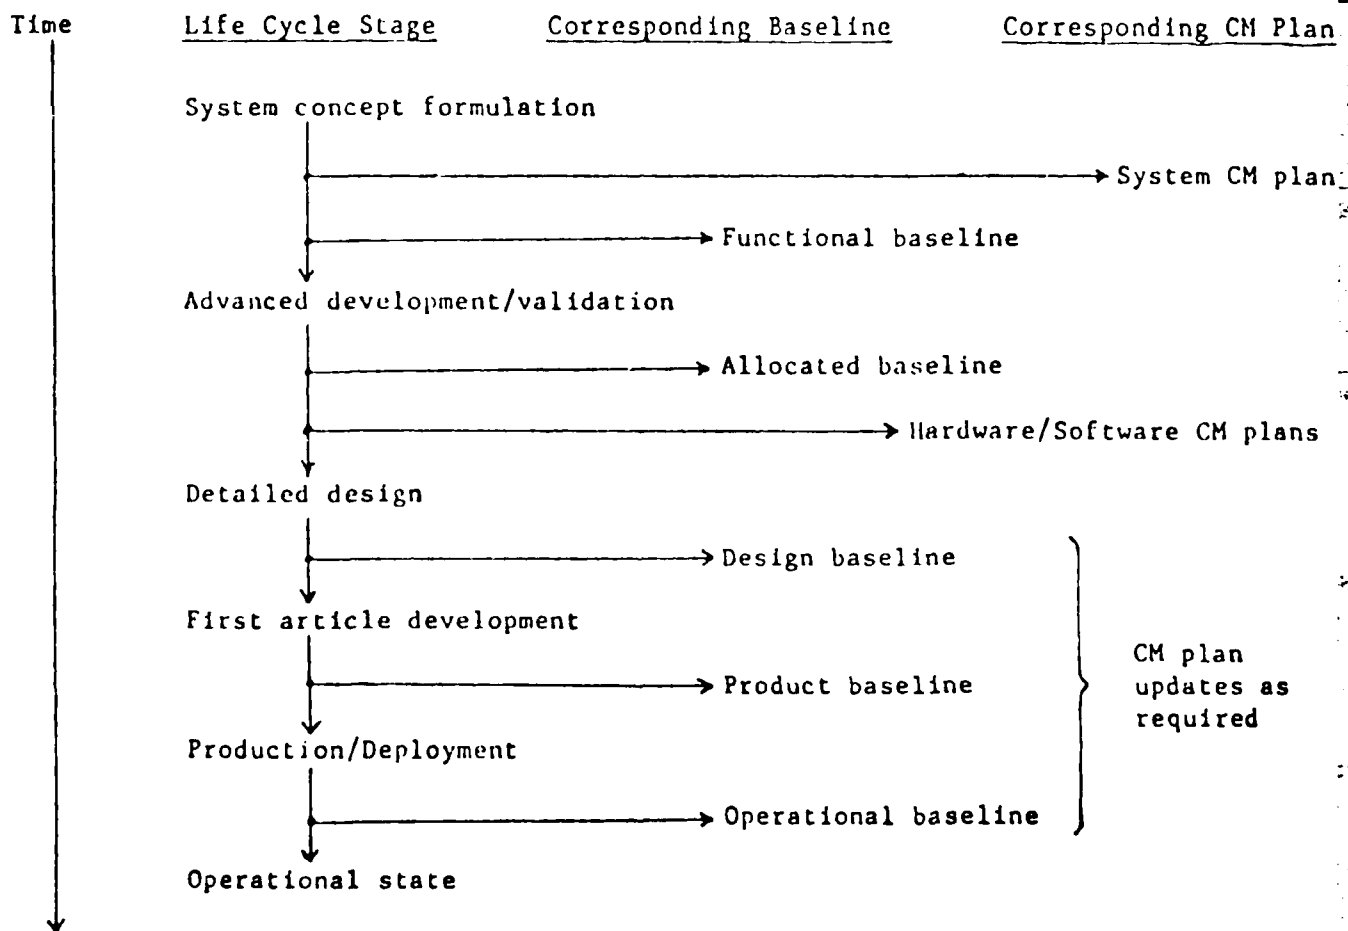 Time Life Cycle Stage Corresponding Baseline Corresponding CM Plan
System concept formulation
System CM plan
Functional baseline
Advanced development/validation
Allocated baseline
Hardware/Software CM plans
Detailed design
Design baseline
First article development
CM plan
Product baseline
updates as
required
Production/Deployment
Operational baseline
Operational state